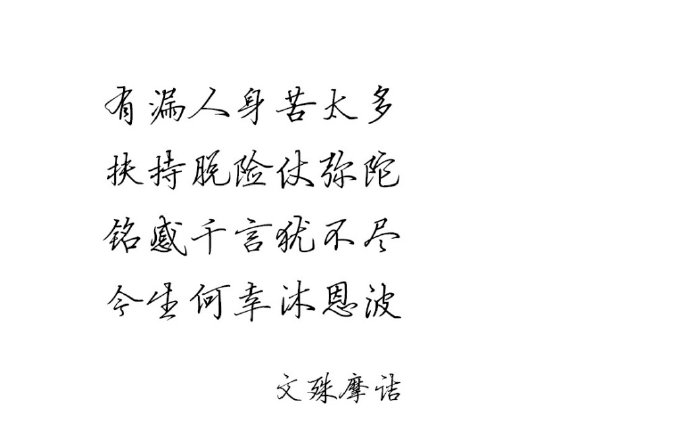 有漏人身苦太多
扶持脱险仗弥陀
铭感千言犹不尽
今生何幸沐恩波
文殊摩诘